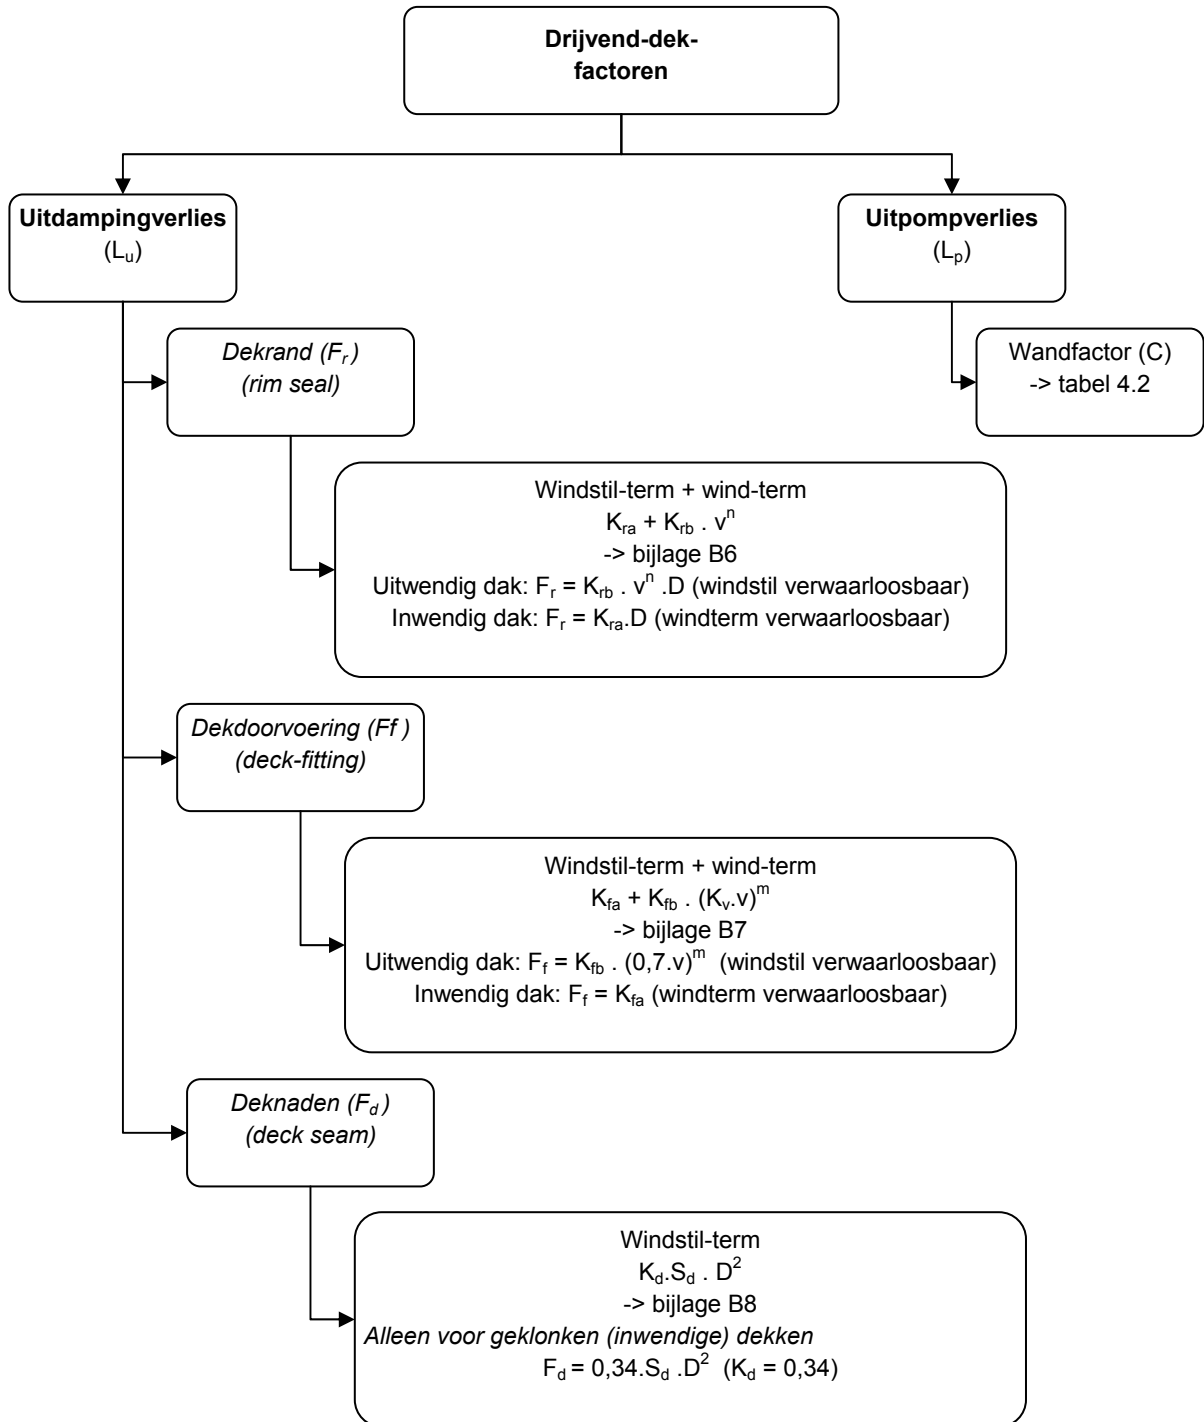 Drijvend-dek-
factoren
Uitdampingverlies
(Lu)
Uitpompverlies
(Lp)
Dekrand (Fr)
(rim seal)
Wandfactor (C)
-> tabel 4.2
Windstil-term + wind-term
Kra + Krb . v^n
-> bijlage B6
Uitwendig dak: Fr = Krb . v^n .D (windstil verwaarloosbaar)
Inwendig dak: Fr = Kra.D (windterm verwaarloosbaar)
Dekdoorvoering (Ff )
(deck-fitting)
Windstil-term + wind-term
Kfa + Kfb . (Kv.v)^m
-> bijlage B7
Uitwendig dak: Ff = Kfb . (0,7.v)^m (windstil verwaarloosbaar)
Inwendig dak: Ff = Kfa (windterm verwaarloosbaar)
Deknaden (Fd )
(deck seam)
Windstil-term
Kd.Sd . D^2
-> bijlage B8
Alleen voor geklonken (inwendige) dekken
Fd = 0,34.Sd .D^2 (Kd = 0,34)